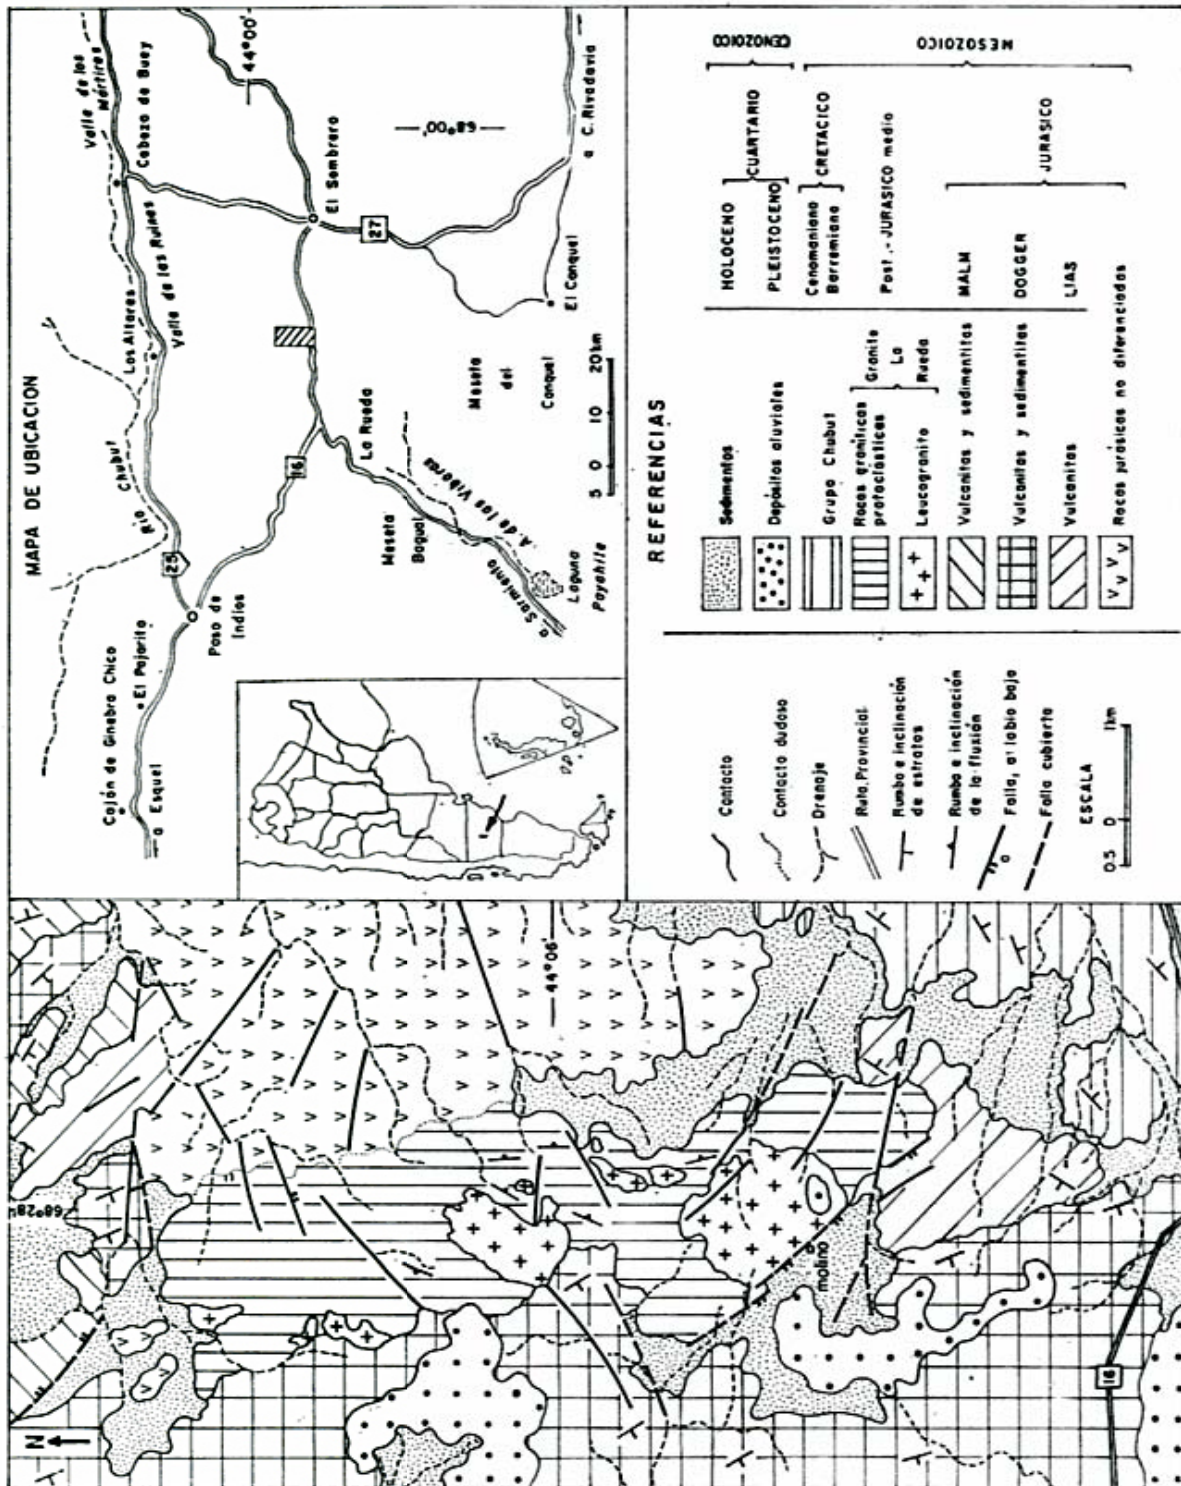 MAPA DE UBICACION
Cajón de Ginebra Chico
El Pajarito
a Esquel
25
Paso de
Indios
Río
Chubut
Los Altares
Valle de las Ruinas
Valle de los
Mártires
Cabeza de Buey
16
La Rueda
El Sombrero
44°00'
27
68°00'
Meseta
Bagual
A. de las Víboras
a Sarmiento
Laguna
Payahile
Meseta
del
Canquel
El Canquel
a C. Rivadavia
5 0 10 20km
REFERENCIAS
Contacto
Contacto dudoso
Drenaje
Ruta Provincial
Rumbo e inclinación
de estratos
Rumbo e inclinación
de la fluxión
Falla, a: labio bajo
Falla cubierta
ESCALA
0.5 0 1km
Sedimentos
HOLOCENO
Depósitos aluviales
PLEISTOCENO
CUARTARIO
CENOZOICO
Grupo Chubut
Cenomaniano
Barremiano
CRETACICO
Rocas graníticas
protoclásticas
Leucogranito
Granito
La
Rueda
Post.-JURASICO medio
Vulcanitas y sedimentitas
MALM
Vulcanitas y sedimentitas
DOGGER
Vulcanitas
LIAS
Rocas jurásicas no diferenciadas
JURASICO
MESOZOICO
N
68°28'
44°06'
molino
16